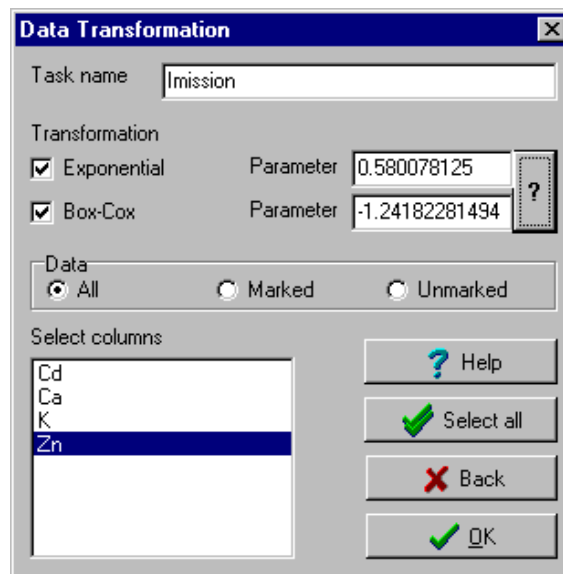 Data Transformation
Task name Imission
Transformation
Exponential Parameter 0.580078125
Box-Cox Parameter -1.24182281494
?
Data
All Marked Unmarked
Select columns
Cd
Ca
K
Zn
? Help
Select all
Back
OK